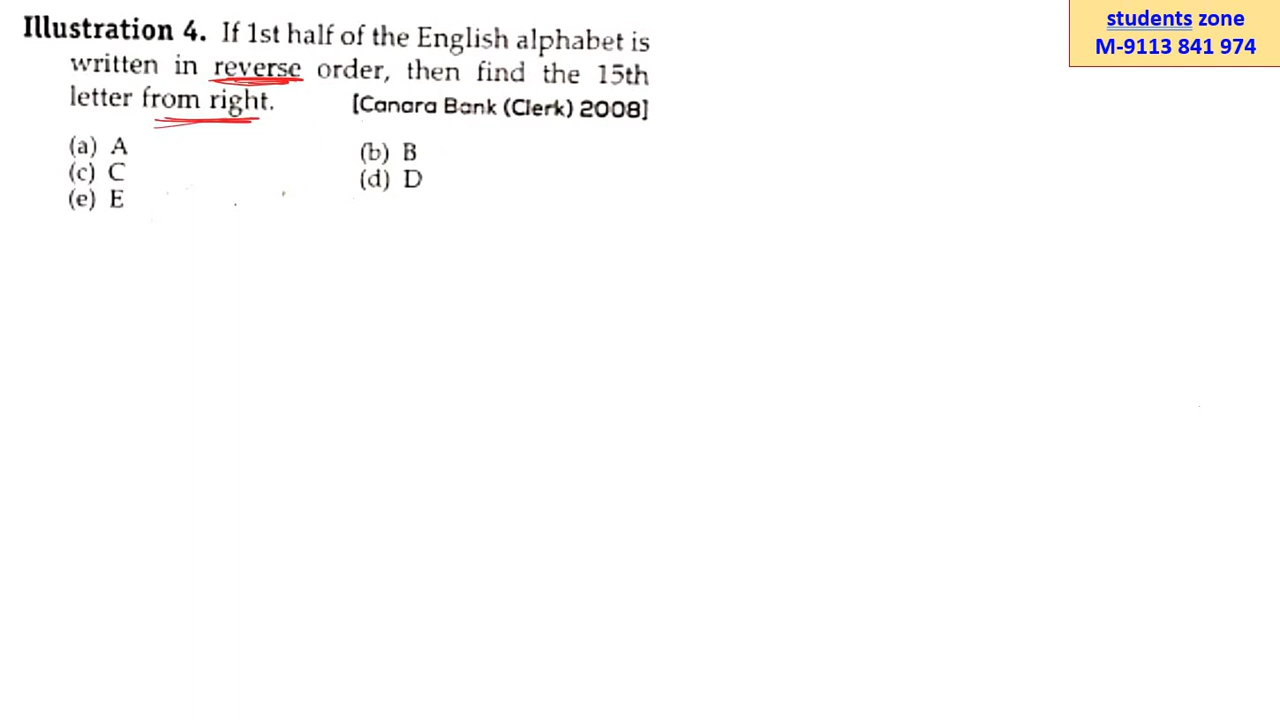 Illustration 4. If 1st half of the English alphabet is
written in reverse order, then find the 15th
letter from right. [Canara Bank (Clerk) 2008]
(a) A (b) B
(c) C (d) D
(e) E
students zone
M-9113 841 974